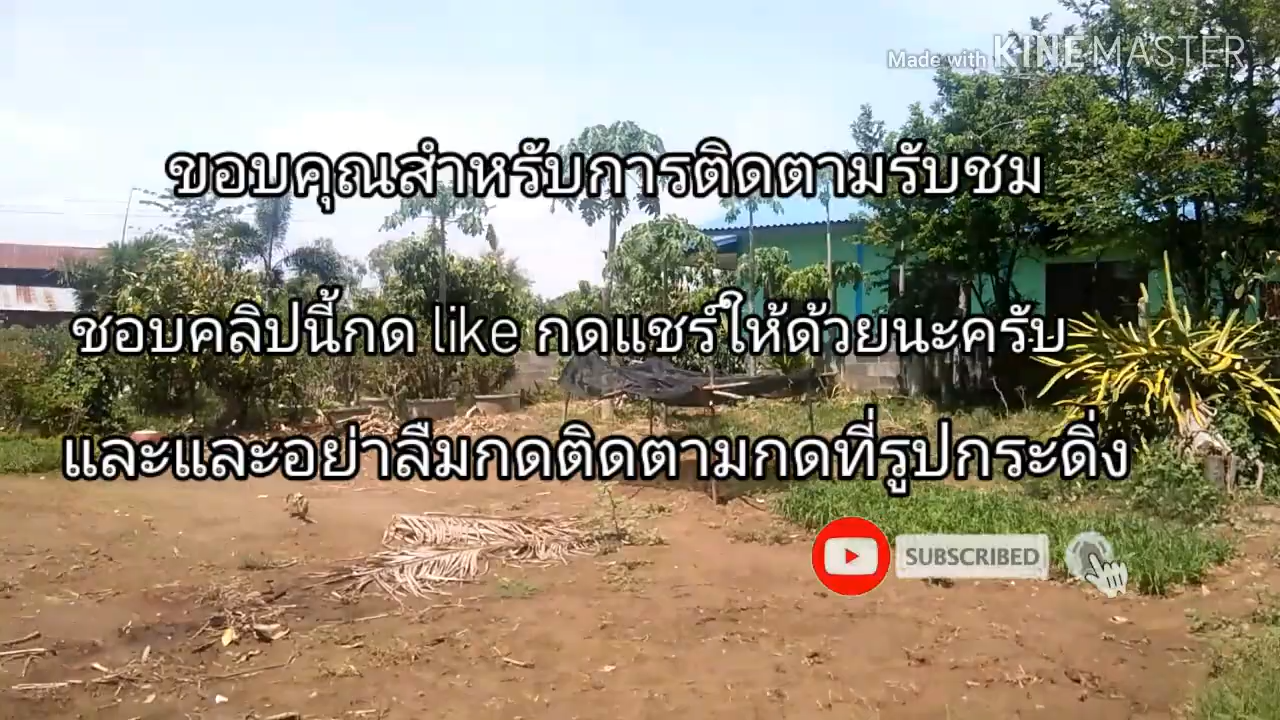 Made with KINEMASTER
ขอบคุณสำหรับการติดตามรับชม
ชอบคลิปนี้กด like กดแชร์ให้ด้วยนะครับ
และและอย่าลืมกดติดตามกดที่รูปกระดิ่ง
SUBSCRIBED